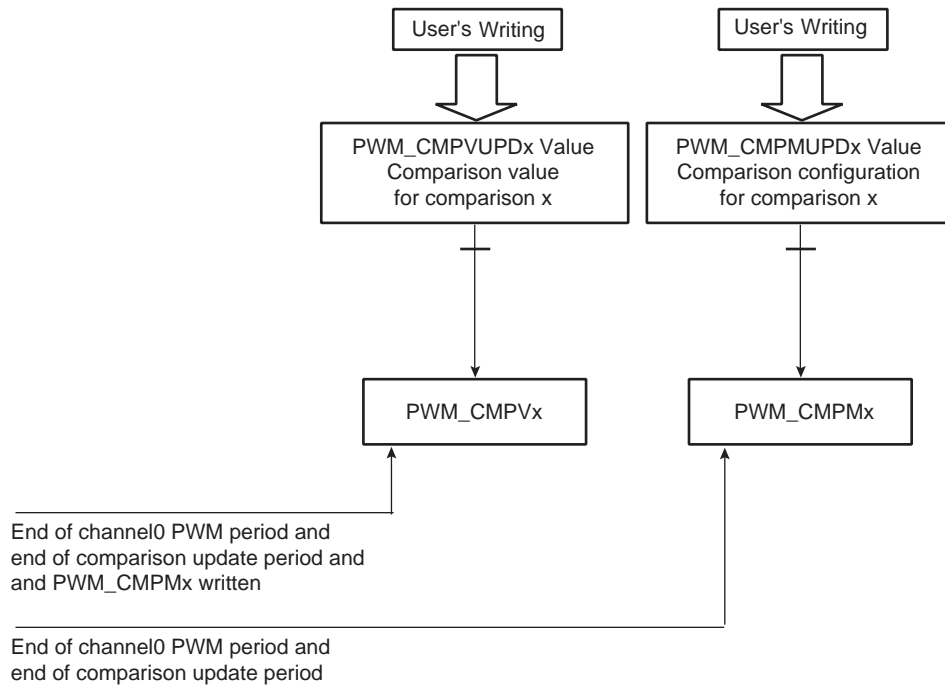 User's Writing
User's Writing
PWM_CMPVUPDx Value
Comparison value
for comparison x
PWM_CMPMUPDx Value
Comparison configuration
for comparison x
PWM_CMPVx
PWM_CMPMx
End of channel0 PWM period and
end of comparison update period and
and PWM_CMPMx written
End of channel0 PWM period and
end of comparison update period